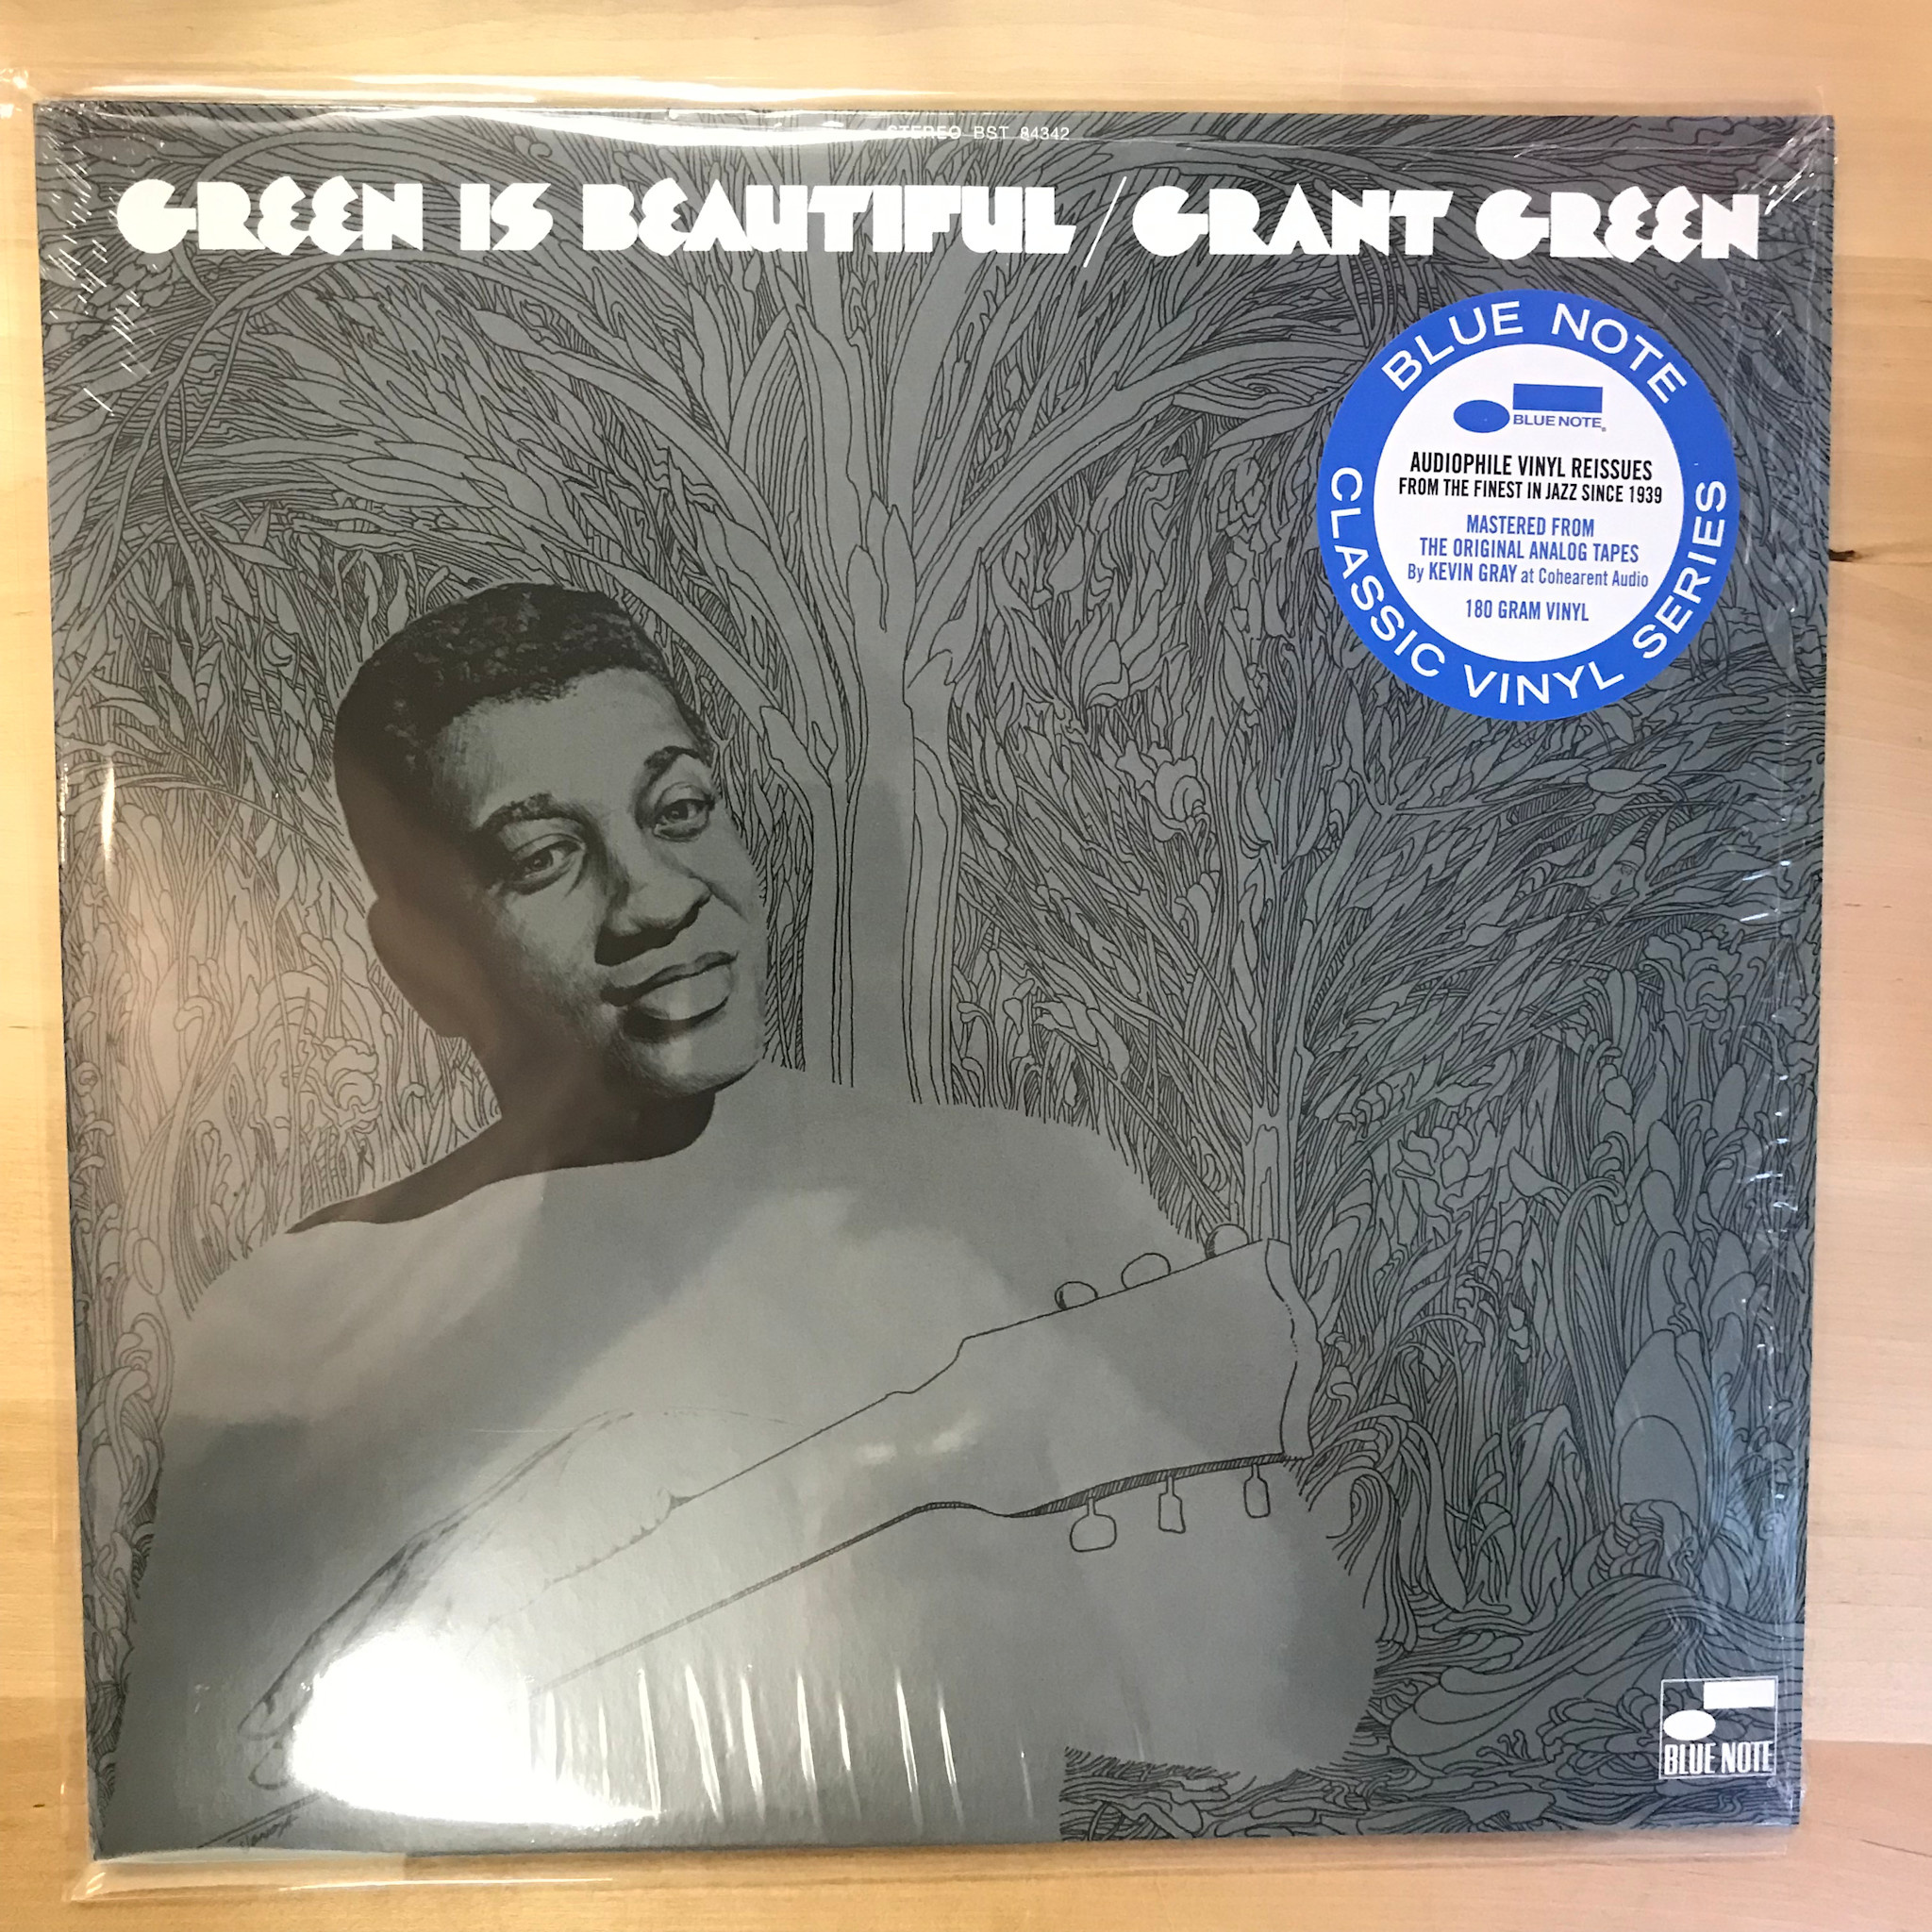 STEREO BST 84342
GREEN IS BEAUTIFUL / GRANT GREEN
BLUE NOTE
BLUE NOTE
AUDIOPHILE VINYL REISSUES
FROM THE FINEST IN JAZZ SINCE 1939
MASTERED FROM
THE ORIGINAL ANALOG TAPES
By KEVIN GRAY at Cohearent Audio
180 GRAM VINYL
CLASSIC VINYL SERIES
BLUE NOTE